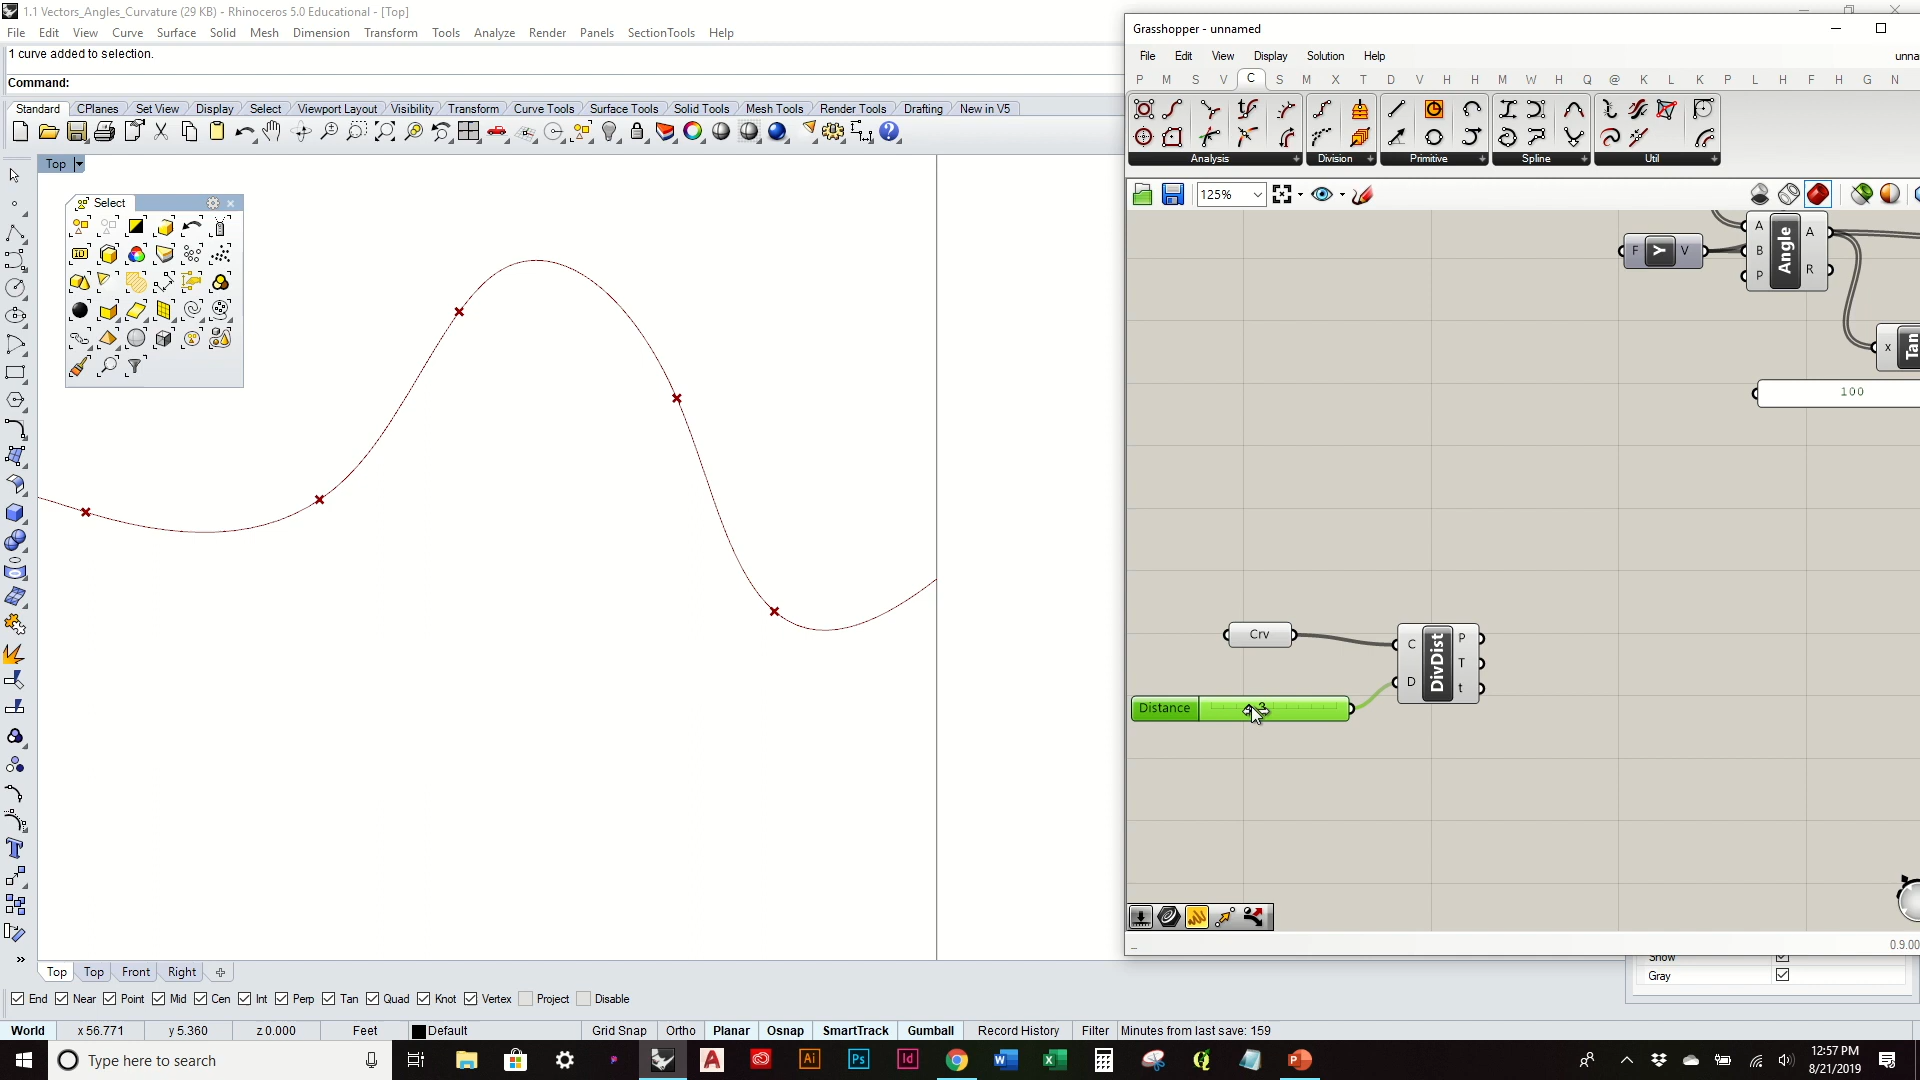 1.1 Vectors_Angles_Curvature (29 KB) - Rhinoceros 5.0 Educational - [Top]
File Edit View Curve Surface Solid Mesh Dimension Transform Tools Analyze Render Panels SectionTools Help
1 curve added to selection.
Command:
Standard CPlanes Set View Display Select Viewport Layout Visibility Transform Curve Tools Surface Tools Solid Tools Mesh Tools Render Tools Drafting New in V5
Top
Select
Grasshopper - unnamed
File Edit View Display Solution Help
unna
P M S V C S M X T D V H H M W H Q @ K L K P L H F H G N
Analysis Division Primitive Spline Util
125%
F Y V
A B P Angle A R
x Tan
100
Crv
C D DivDist P T t
Distance
0.9.00
Show
Gray
Top Top Front Right
End Near Point Mid Cen Int Perp Tan Quad Knot Vertex Project Disable
World x 56.771 y 5.360 z 0.000 Feet Default Grid Snap Ortho Planar Osnap SmartTrack Gumball Record History Filter Minutes from last save: 159
Type here to search
12:57 PM
8/21/2019